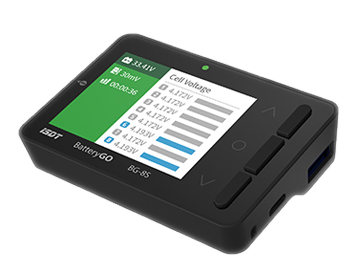 33.41V
30mV
00:00:35
Cell Voltage
4.172V
4.172V
4.172V
4.172V
4.172V
4.193V
4.172V
4.193V
ISDT
BatteryGO
BG-8S